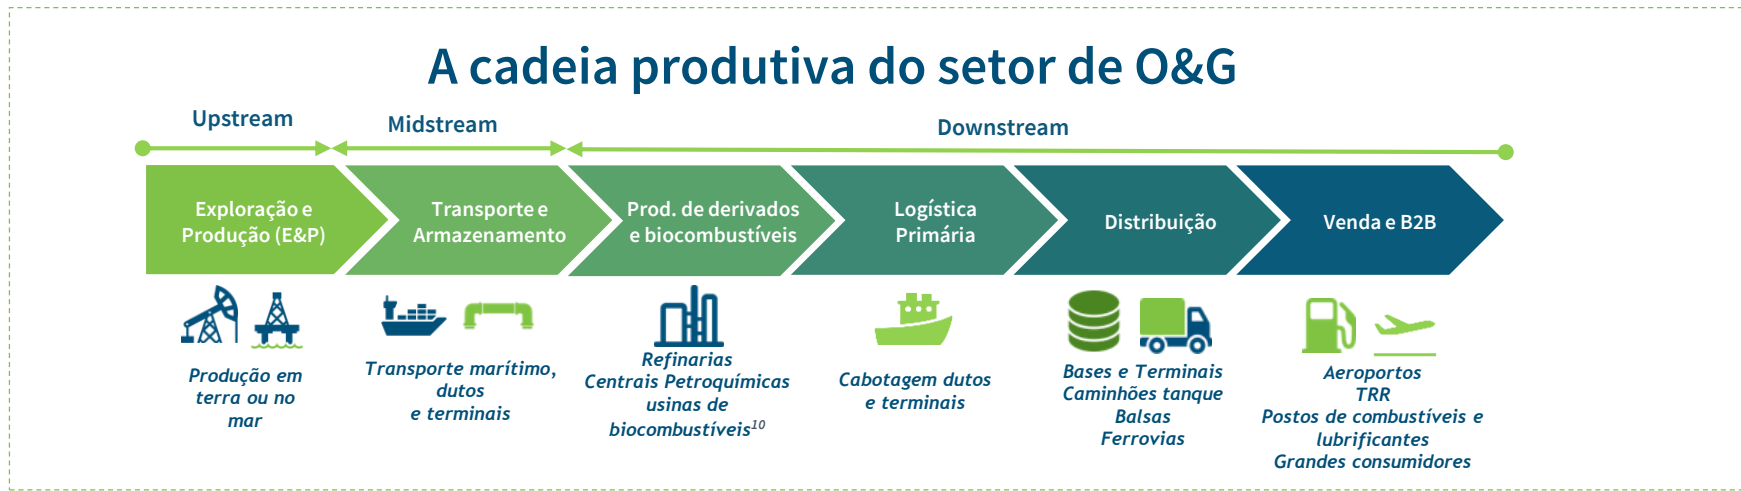 A cadeia produtiva do setor de O&G
Upstream
Midstream
Downstream
Exploração e
Produção (E&P)
Transporte e
Armazenamento
Prod. de derivados
e biocombustíveis
Logística
Primária
Distribuição
Venda e B2B
Produção em
terra ou no
mar
Transporte marítimo,
dutos
e terminais
Refinarias
Centrais Petroquímicas
usinas de
biocombustíveis¹⁰
Cabotagem dutos
e terminais
Bases e Terminais
Caminhões tanque
Balsas
Ferrovias
Aeroportos
TRR
Postos de combustíveis e
lubrificantes
Grandes consumidores